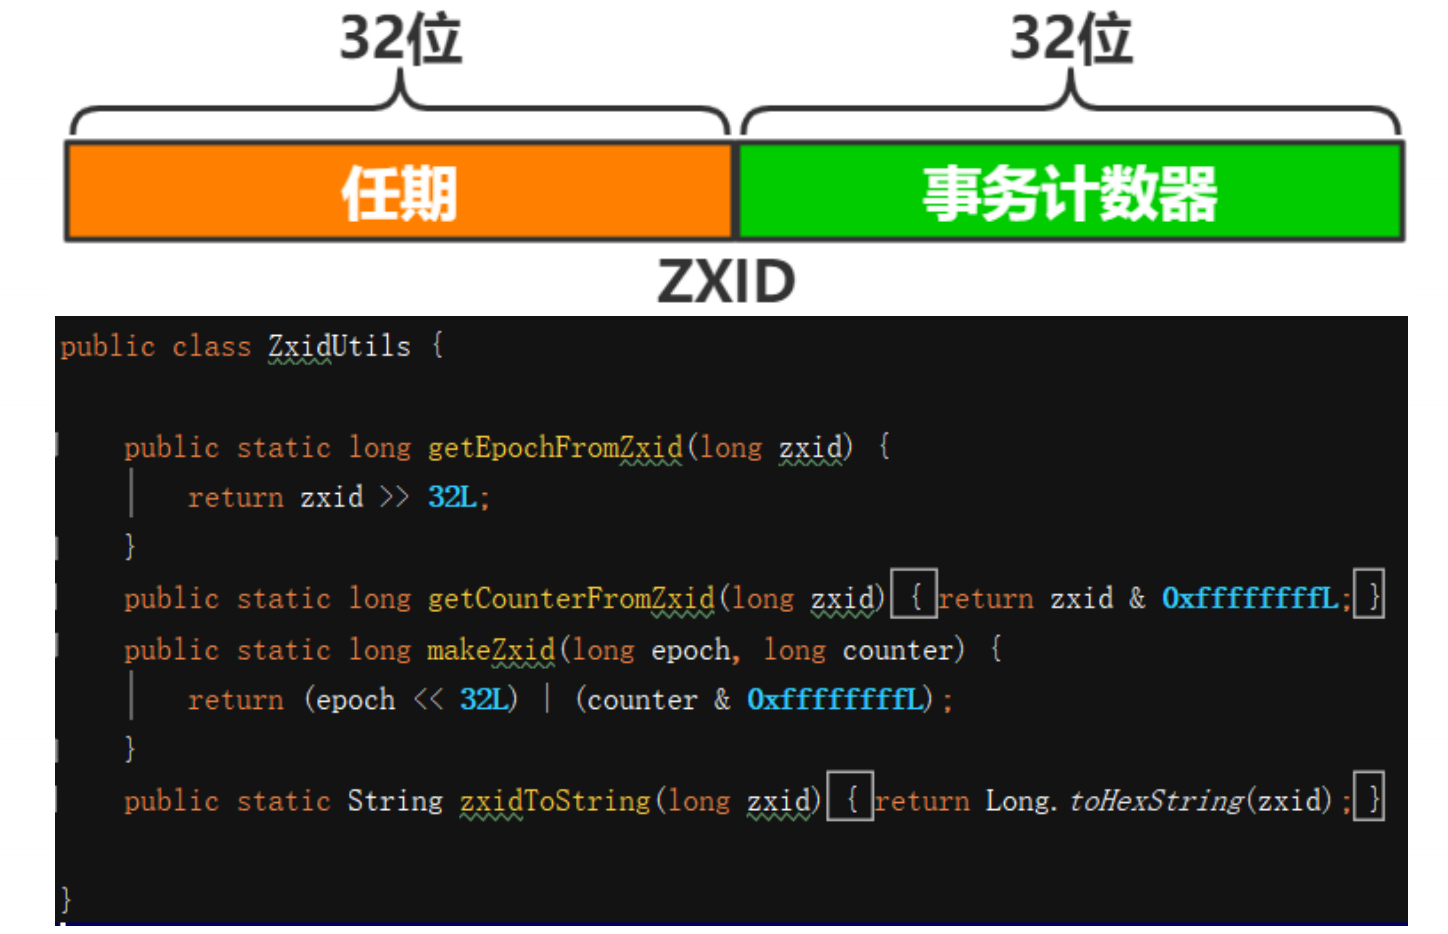 32位 32位
任期 事务计数器
ZXID
public class ZxidUtils {
public static long getEpochFromZxid(long zxid) {
return zxid >> 32L;
}
public static long getCounterFromZxid(long zxid) { return zxid & 0xffffffffL; }
public static long makeZxid(long epoch, long counter) {
return (epoch << 32L) | (counter & 0xffffffffL);
}
public static String zxidToString(long zxid) { return Long.toHexString(zxid); }
}